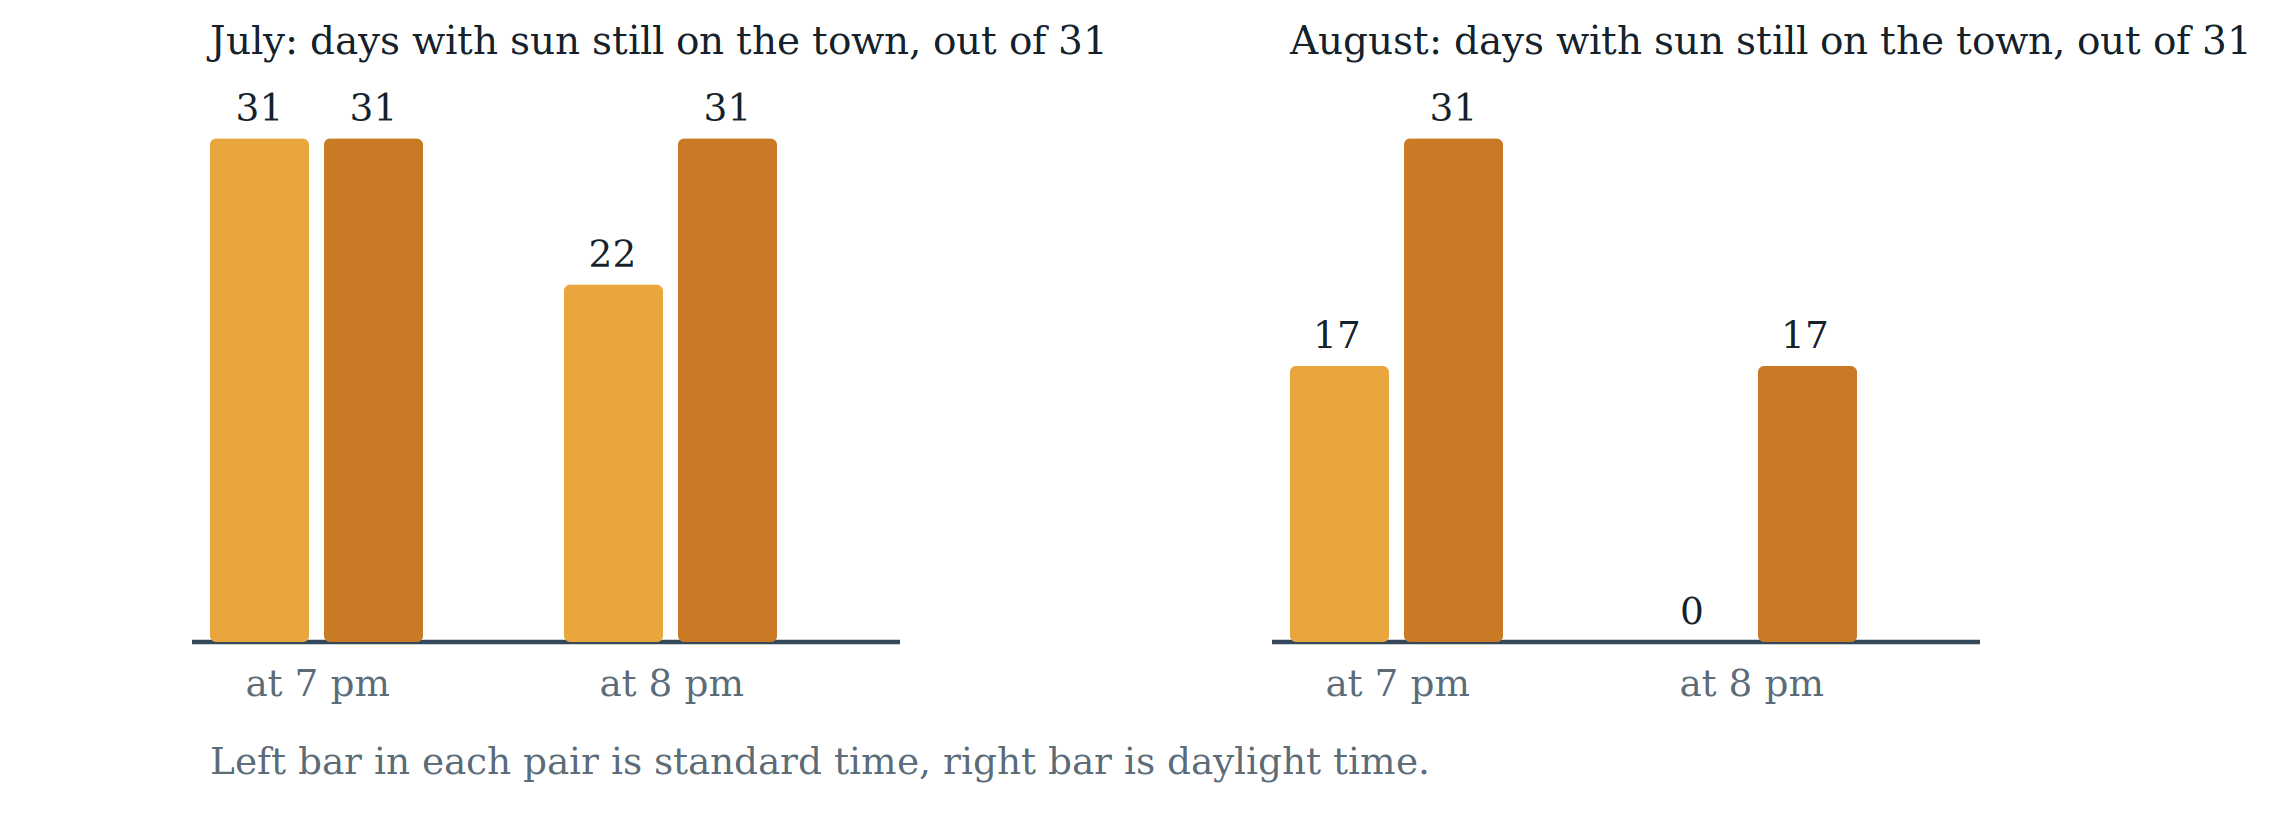 July: days with sun still on the town, out of 31
31 31 22 31
at 7 pm at 8 pm
August: days with sun still on the town, out of 31
17 31 0 17
at 7 pm at 8 pm
Left bar in each pair is standard time, right bar is daylight time.